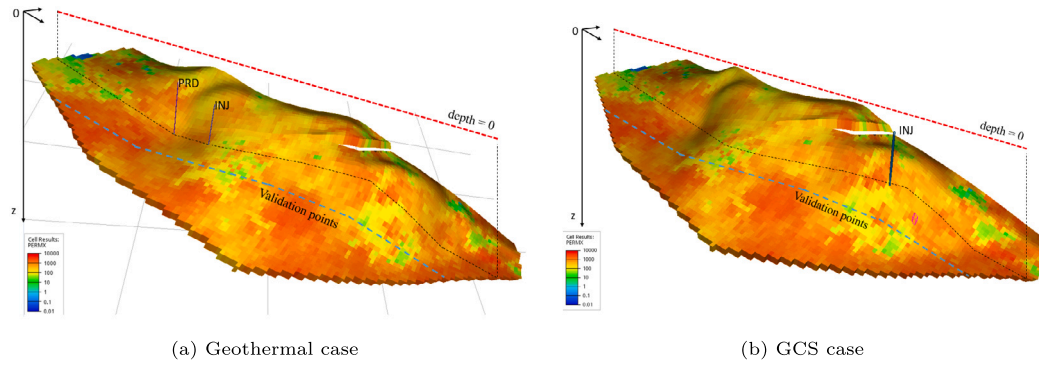 0
PRD
INJ
depth = 0
Validation points
z
Cell Results:
PERMX
10000
1000
100
10
1
0.1
0.01
(a) Geothermal case
0
INJ
depth = 0
Validation points
z
Cell Results:
PERMX
10000
1000
100
10
1
0.1
0.01
(b) GCS case